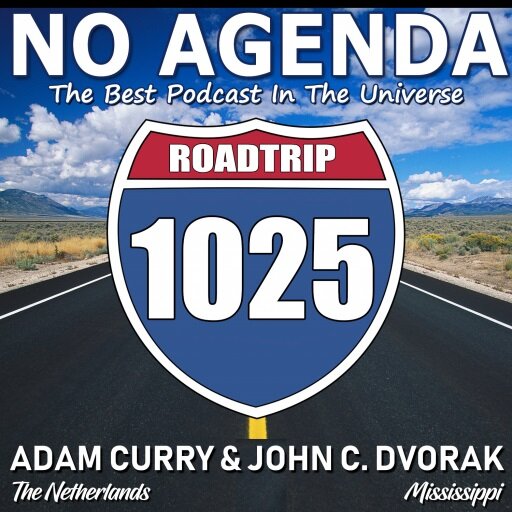 NO AGENDA
The Best Podcast In The Universe
ROADTRIP
1025
ADAM CURRY & JOHN C. DVORAK
The Netherlands Mississippi